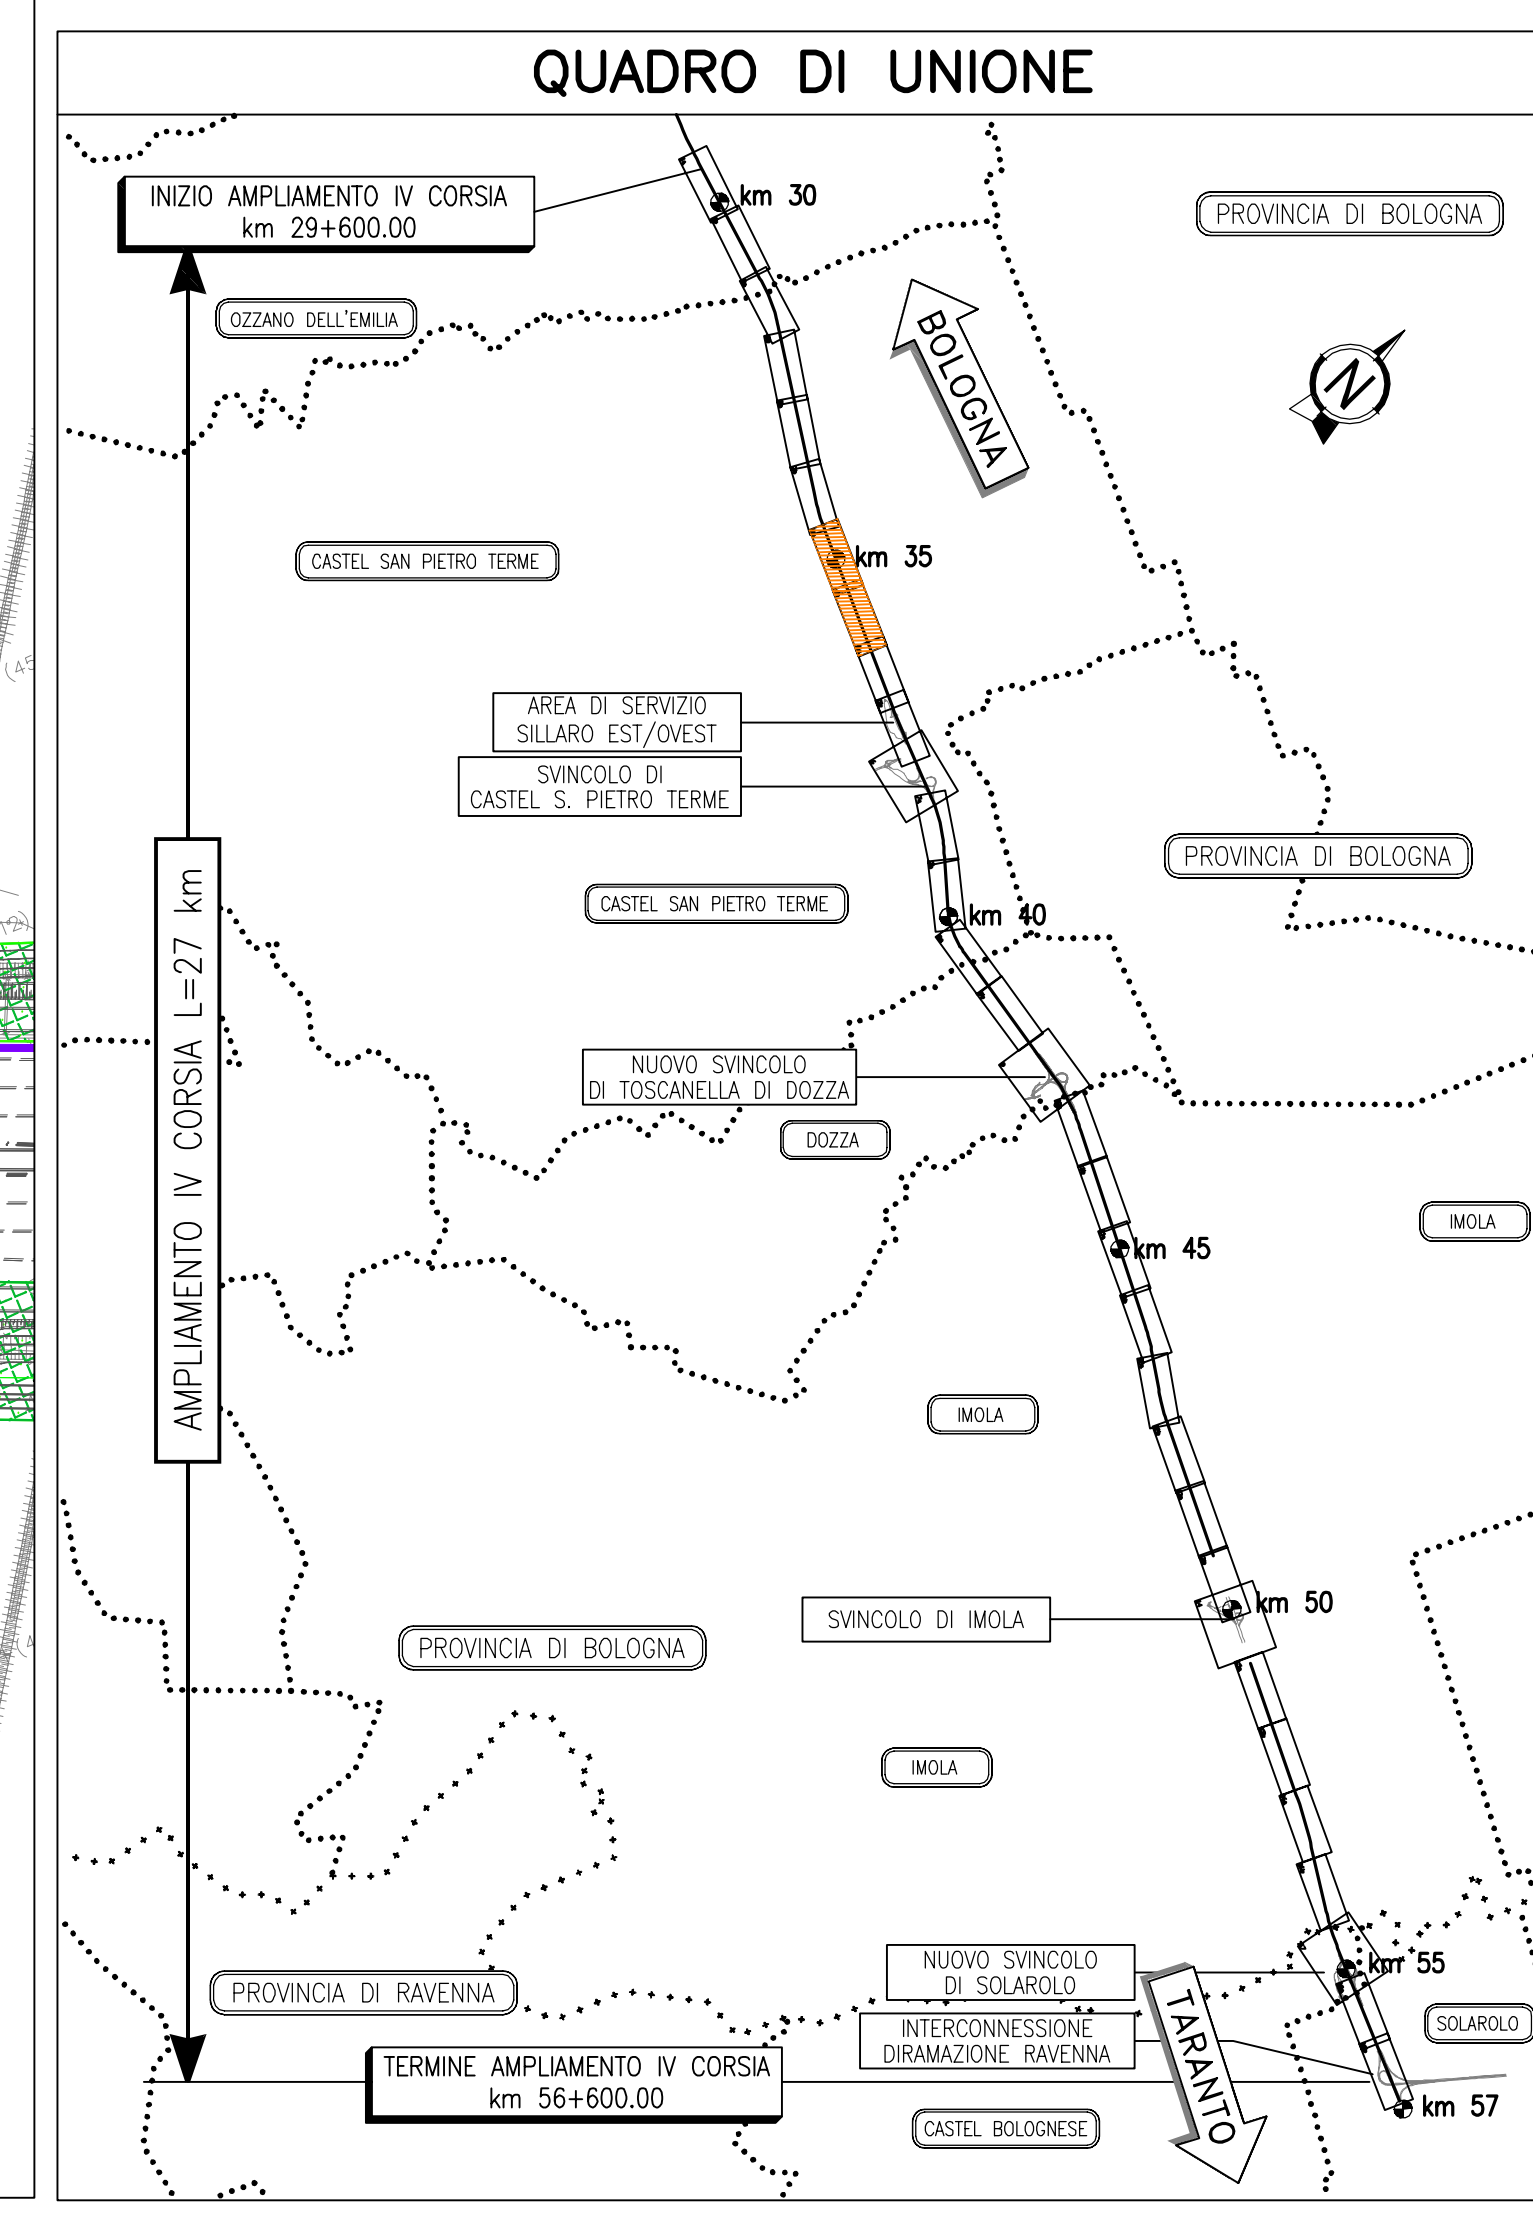 QUADRO DI UNIONE
INIZIO AMPLIAMENTO IV CORSIA
km 29+600.00
km 30
PROVINCIA DI BOLOGNA
OZZANO DELL'EMILIA
BOLOGNA
N
CASTEL SAN PIETRO TERME
km 35
(45
AREA DI SERVIZIO
SILLARO EST/OVEST
SVINCOLO DI
CASTEL S. PIETRO TERME
PROVINCIA DI BOLOGNA
AMPLIAMENTO IV CORSIA L=27 km
CASTEL SAN PIETRO TERME
km 40
12)
NUOVO SVINCOLO
DI TOSCANELLA DI DOZZA
DOZZA
IMOLA
km 45
IMOLA
km 50
SVINCOLO DI IMOLA
PROVINCIA DI BOLOGNA
(4
IMOLA
NUOVO SVINCOLO
DI SOLAROLO
km 55
PROVINCIA DI RAVENNA
SOLAROLO
INTERCONNESSIONE
DIRAMAZIONE RAVENNA
TARANTO
TERMINE AMPLIAMENTO IV CORSIA
km 56+600.00
km 57
CASTEL BOLOGNESE